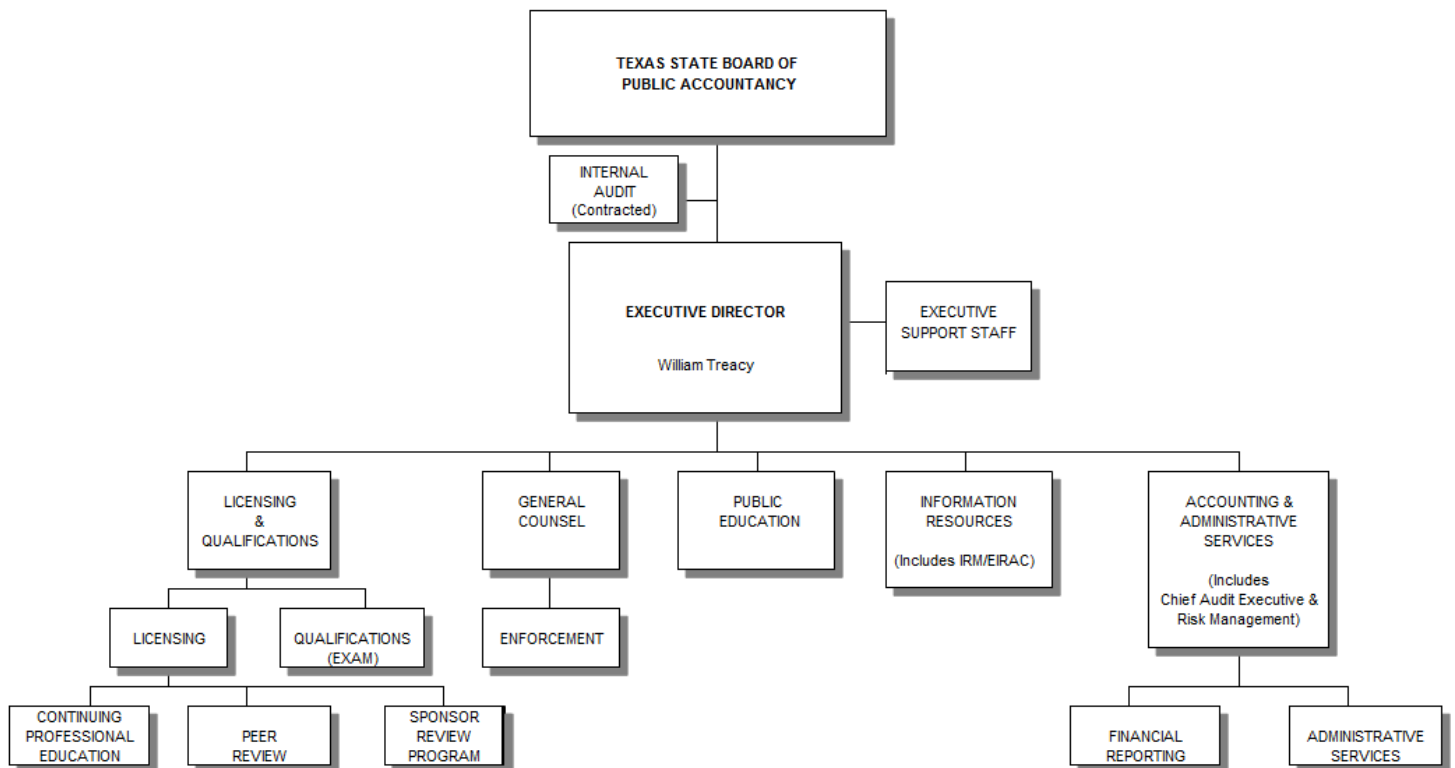 TEXAS STATE BOARD OF
PUBLIC ACCOUNTANCY
INTERNAL
AUDIT
(Contracted)
EXECUTIVE DIRECTOR
William Treacy
EXECUTIVE
SUPPORT STAFF
LICENSING
&
QUALIFICATIONS
GENERAL
COUNSEL
PUBLIC
EDUCATION
INFORMATION
RESOURCES
(Includes IRM/EIRAC)
ACCOUNTING &
ADMINISTRATIVE
SERVICES
(Includes
Chief Audit Executive &
Risk Management)
LICENSING
QUALIFICATIONS
(EXAM)
ENFORCEMENT
CONTINUING
PROFESSIONAL
EDUCATION
PEER
REVIEW
SPONSOR
REVIEW
PROGRAM
FINANCIAL
REPORTING
ADMINISTRATIVE
SERVICES